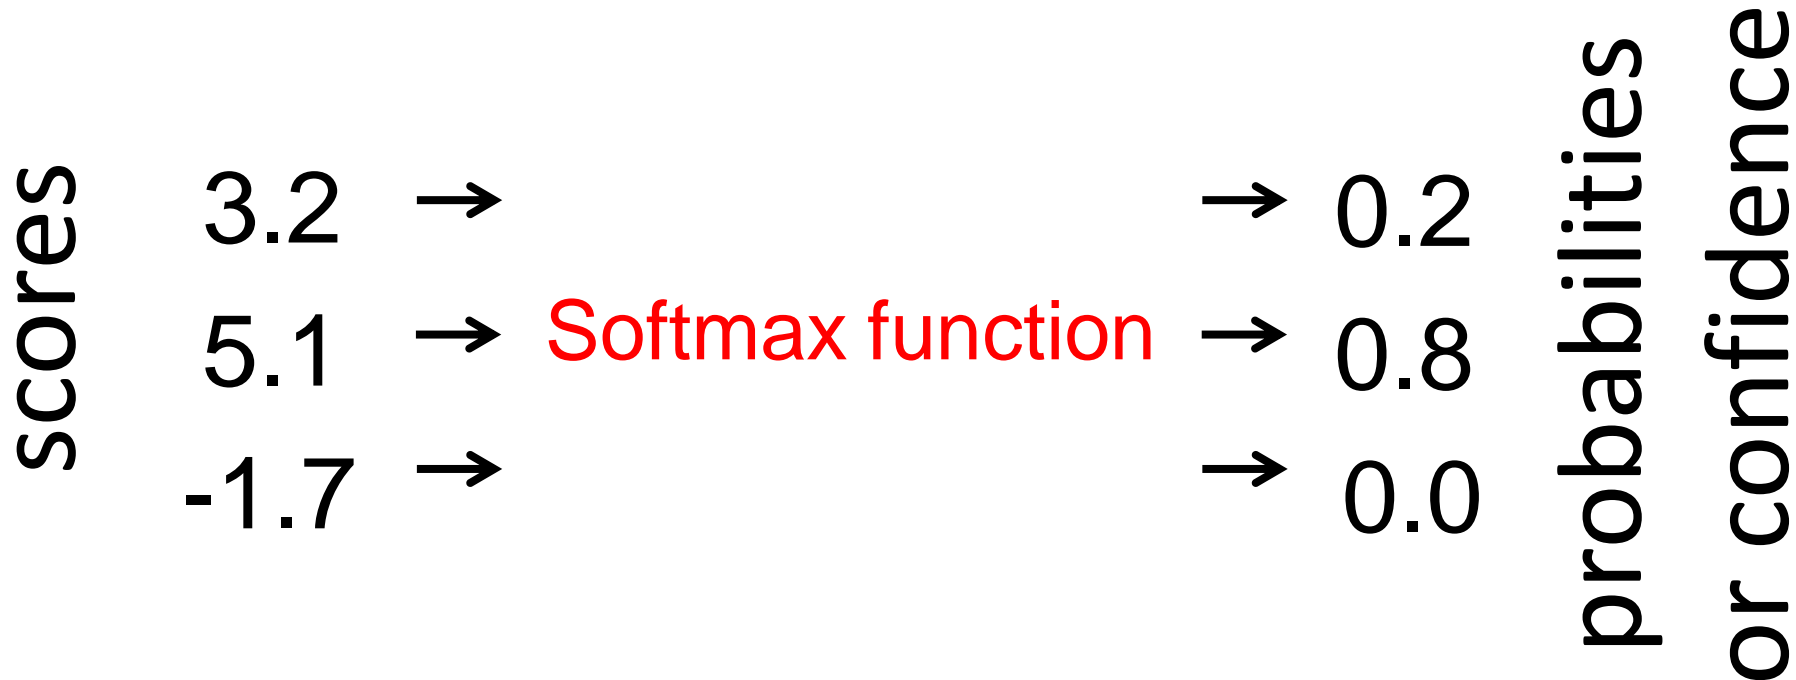 scores
3.2 → → 0.2
5.1 → Softmax function → 0.8
-1.7 → → 0.0
probabilities
or confidence